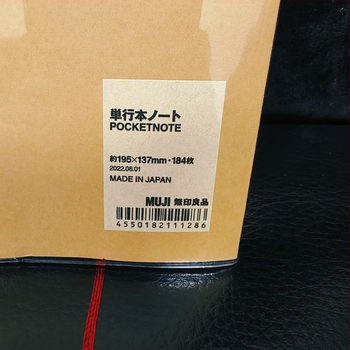 単行本ノート
POCKETNOTE
約195×137mm・184枚
2022.06.01
MADE IN JAPAN
MUJI 無印良品
4550182111286